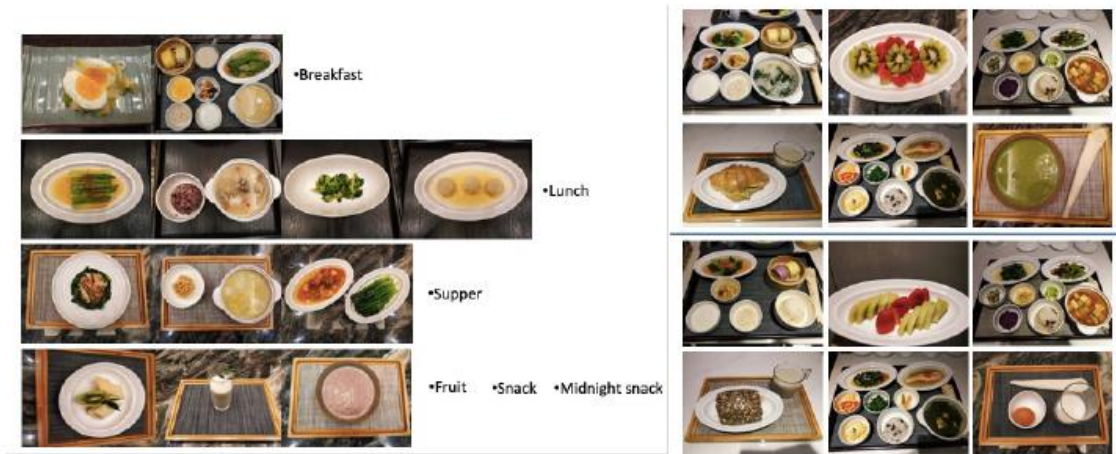 •Breakfast
•Lunch
•Supper
•Fruit •Snack •Midnight snack